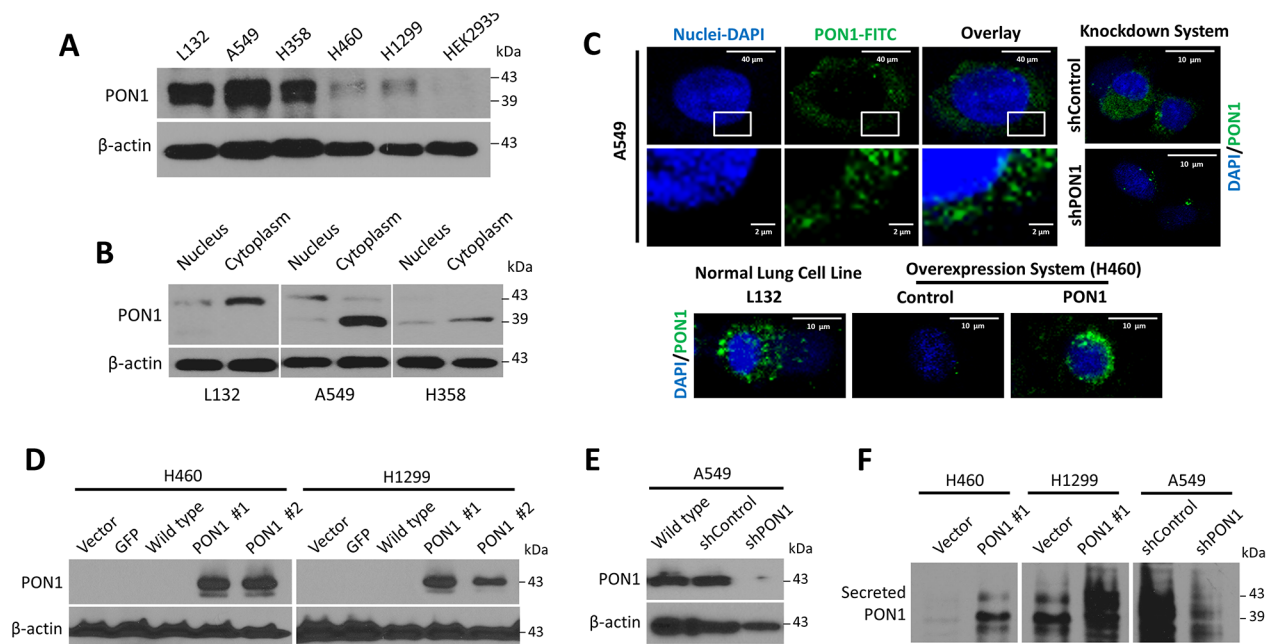 A
L132 A549 H358 H460 H1299 HEK293S
kDa
PON1
43
39
β-actin
43
B
Nucleus Cytoplasm Nucleus Cytoplasm Nucleus Cytoplasm
kDa
PON1
43
39
β-actin
43
L132 A549 H358
C
Nuclei-DAPI PON1-FITC Overlay Knockdown System
40 µm 40 µm 40 µm 10 µm
A549
shControl
2 µm 2 µm 2 µm 10 µm
shPON1
DAPI/PON1
Normal Lung Cell Line Overexpression System (H460)
L132 Control PON1
10 µm 10 µm 10 µm
DAPI/PON1
D
H460 H1299
Vector GFP Wild type PON1 #1 PON1 #2 Vector GFP Wild type PON1 #1 PON1 #2
kDa
PON1
43
β-actin
43
E
A549
Wild type shControl shPON1
kDa
PON1
43
β-actin
43
F
H460 H1299 A549
Vector PON1 #1 Vector PON1 #1 shControl shPON1
kDa
Secreted
PON1
43
39